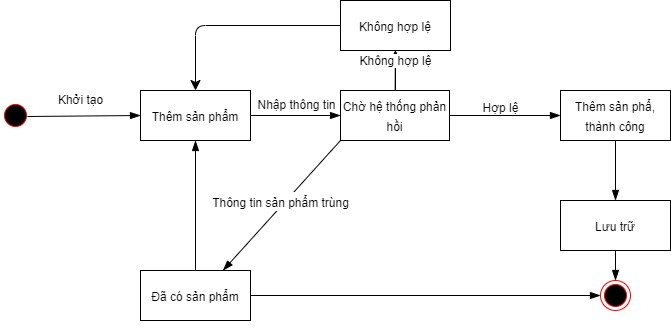 Không hợp lệ
Không hợp lệ
Khởi tạo
Thêm sản phẩm
Nhập thông tin
Chờ hệ thống phản
hồi
Hợp lệ
Thêm sản phẩ,
thành công
Thông tin sản phẩm trùng
Lưu trữ
Đã có sản phẩm